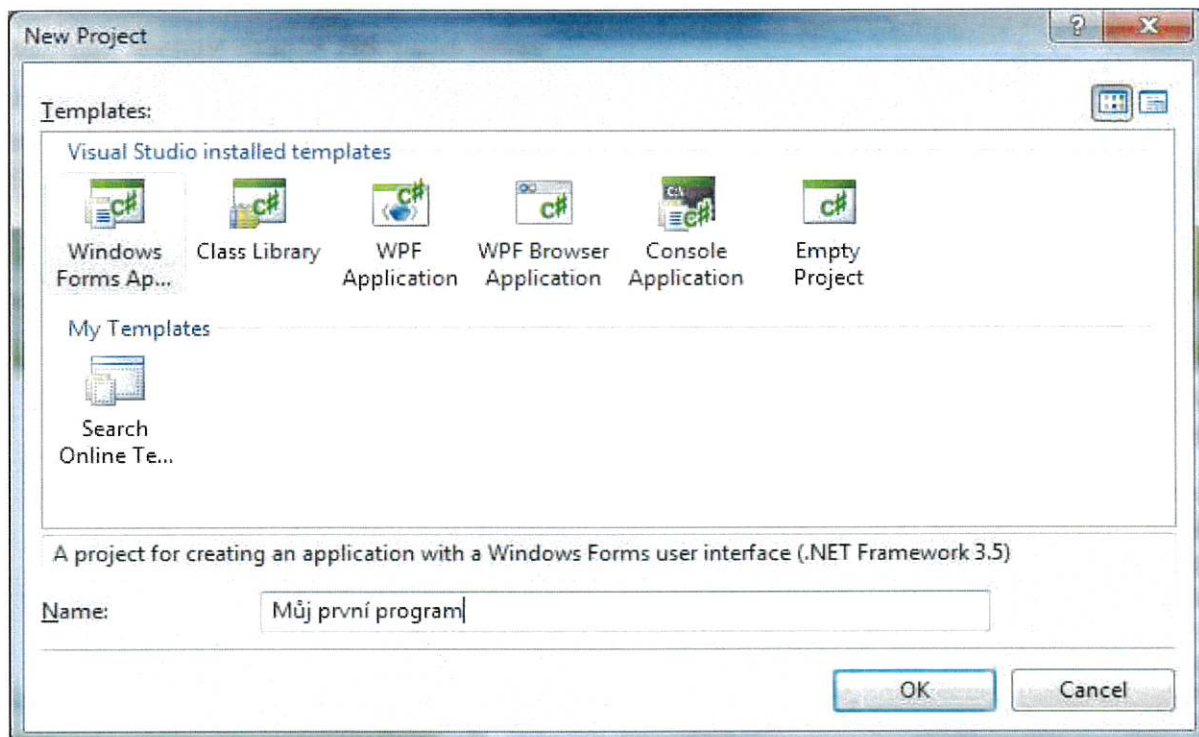 New Project
Templates:
Visual Studio installed templates
Windows Forms Ap...
Class Library
WPF Application
WPF Browser Application
Console Application
Empty Project
My Templates
Search Online Te...
A project for creating an application with a Windows Forms user interface (.NET Framework 3.5)
Name:
Můj první program
OK
Cancel